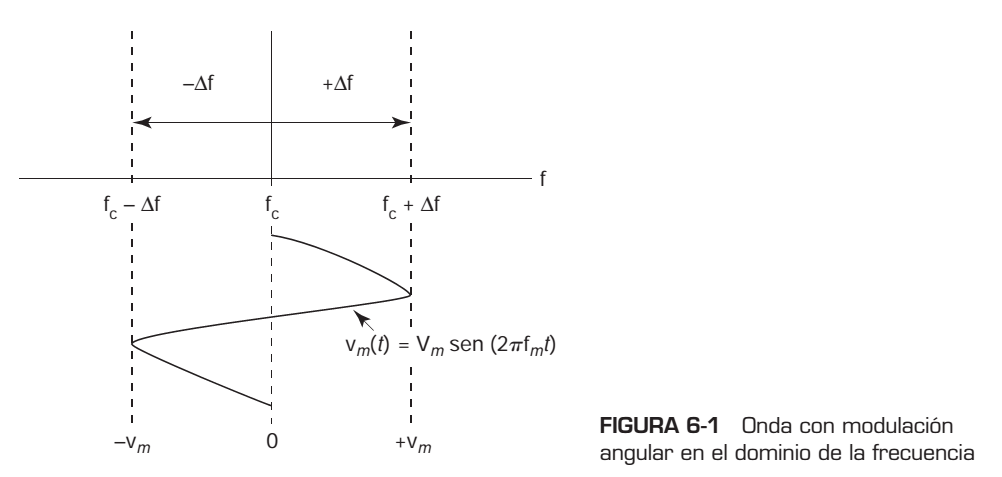 –Δf +Δf
f
f_c – Δf f_c f_c + Δf
v_m(t) = V_m sen (2πf_mt)
–v_m 0 +v_m
FIGURA 6-1 Onda con modulación
angular en el dominio de la frecuencia